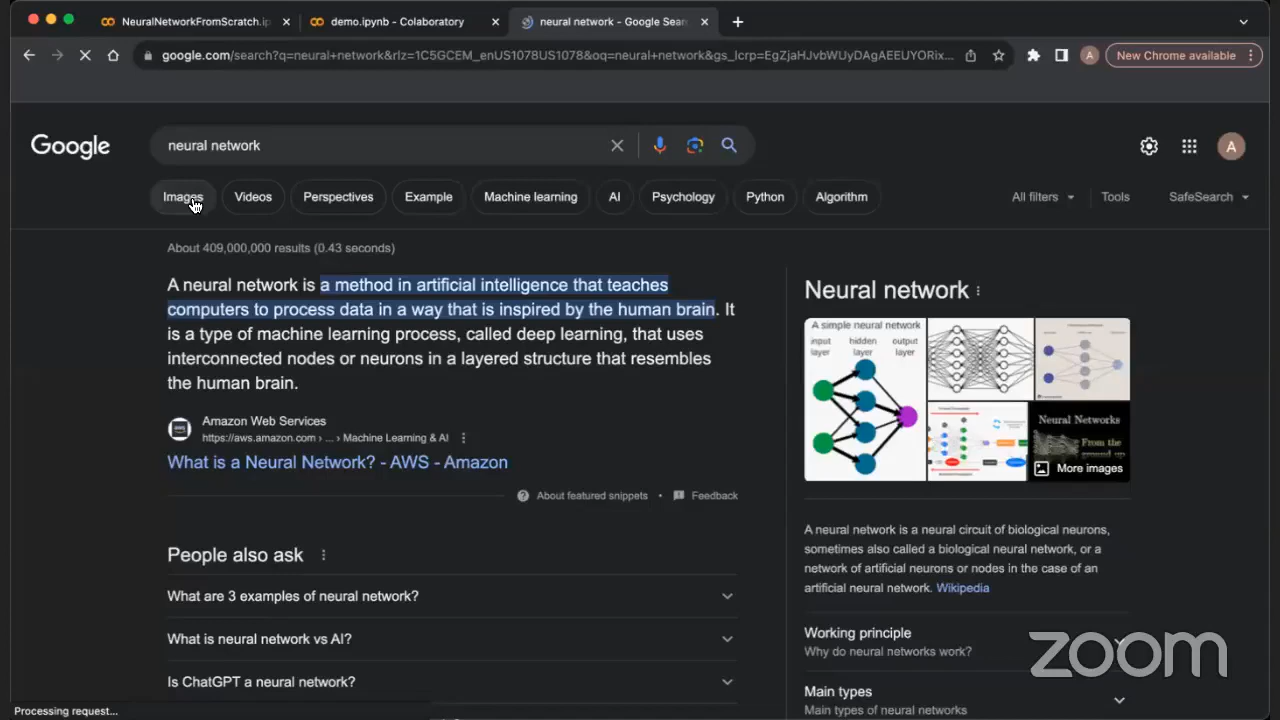 NeuralNetworkFromScratch.ip
demo.ipynb - Colaboratory
neural network - Google Sear
google.com/search?q=neural+network&rlz=1C5GCEM_enUS1078US1078&oq=neural+network&gs_lcrp=EgZjaHJvbWUyDAgAEEUYORix...
A
New Chrome available
Google
neural network
A
Images
Videos
Perspectives
Example
Machine learning
AI
Psychology
Python
Algorithm
All filters
Tools
SafeSearch
About 409,000,000 results (0.43 seconds)
A neural network is a method in artificial intelligence that teaches
computers to process data in a way that is inspired by the human brain. It
is a type of machine learning process, called deep learning, that uses
interconnected nodes or neurons in a layered structure that resembles
the human brain.
Amazon Web Services
https://aws.amazon.com › ... › Machine Learning & AI
What is a Neural Network? - AWS - Amazon
About featured snippets
•
Feedback
People also ask
What are 3 examples of neural network?
What is neural network vs AI?
Is ChatGPT a neural network?
Processing request...
Neural network
A simple neural network
input
layer
hidden
layer
output
layer
Neural Networks
From the
ground up
More images
A neural network is a neural circuit of biological neurons,
sometimes also called a biological neural network, or a
network of artificial neurons or nodes in the case of an
artificial neural network. Wikipedia
Working principle
Why do neural networks work?
Main types
Main types of neural networks
zoom